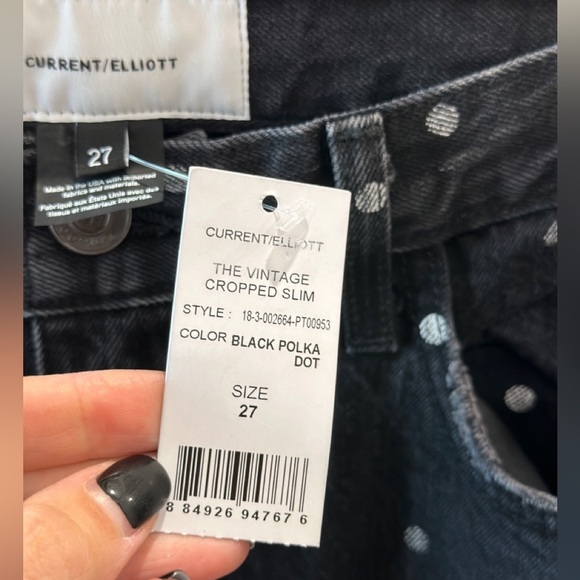 CURRENT/ELLIOTT
27
Made in the USA with imported
fabrics and materials.
Fabriqué aux États Unis avec des
tissus et matériaux importés.
CURRENT/ELLIOTT
THE VINTAGE
CROPPED SLIM
STYLE : 18-3-002664-PT00953
COLOR BLACK POLKA
DOT
SIZE
27
8 84926 94767 6